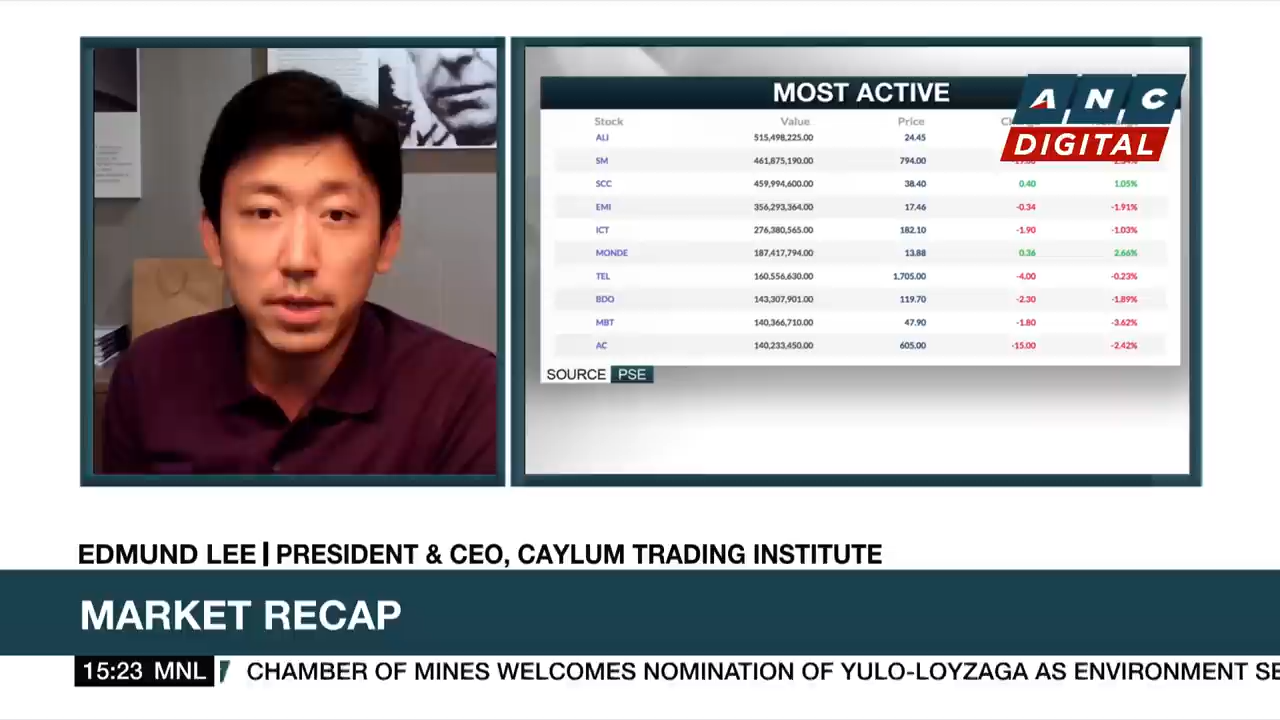 MOST ACTIVE
ANC
DIGITAL
Stock Value Price
ALI 515,498,225.00 24.45
SM 461,875,190.00 794.00
SCC 459,994,600.00 38.40 0.40 1.05%
EMI 356,293,364.00 17.46 -0.34 -1.91%
ICT 276,380,565.00 182.10 -1.90 -1.03%
MONDE 187,417,794.00 13.88 0.36 2.66%
TEL 160,556,630.00 1,705.00 -4.00 -0.23%
BDO 143,307,901.00 119.70 -2.30 -1.89%
MBT 140,366,710.00 47.90 -1.80 -3.62%
AC 140,233,450.00 605.00 -15.00 -2.42%
SOURCE PSE
EDMUND LEE | PRESIDENT & CEO, CAYLUM TRADING INSTITUTE
MARKET RECAP
15:23 MNL CHAMBER OF MINES WELCOMES NOMINATION OF YULO-LOYZAGA AS ENVIRONMENT SE